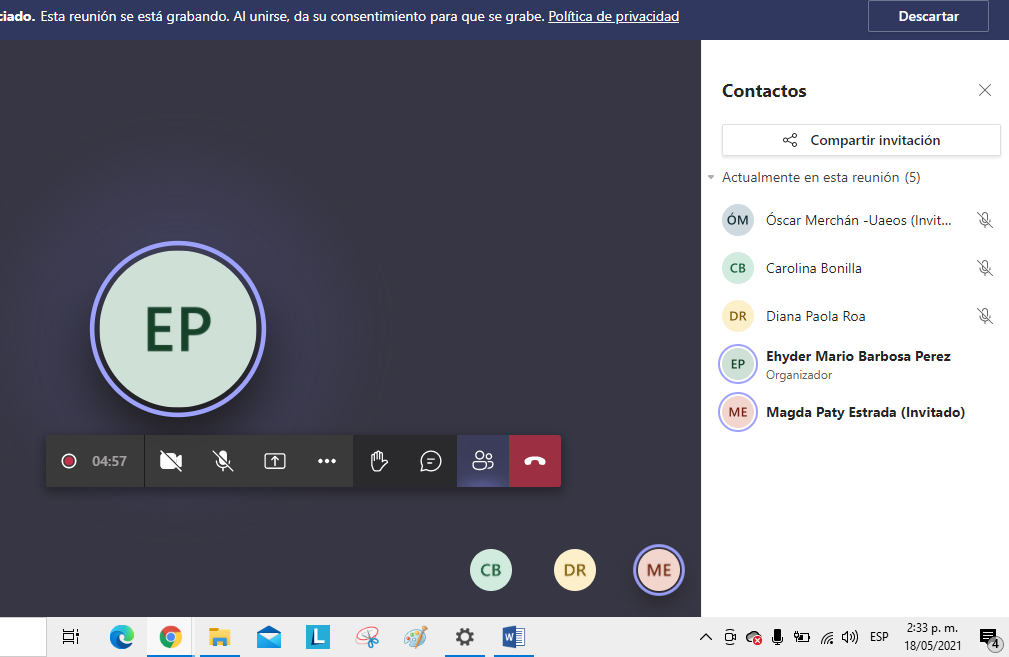 ciado. Esta reunión se está grabando. Al unirse, da su consentimiento para que se grabe. Política de privacidad
Descartar
Contactos
Compartir invitación
Actualmente en esta reunión (5)
ÓM Óscar Merchán -Uaeos (Invit...
CB Carolina Bonilla
DR Diana Paola Roa
EP Ehyder Mario Barbosa Perez
Organizador
ME Magda Paty Estrada (Invitado)
EP
04:57
CB DR ME
L
W
ESP
2:33 p. m.
18/05/2021
4